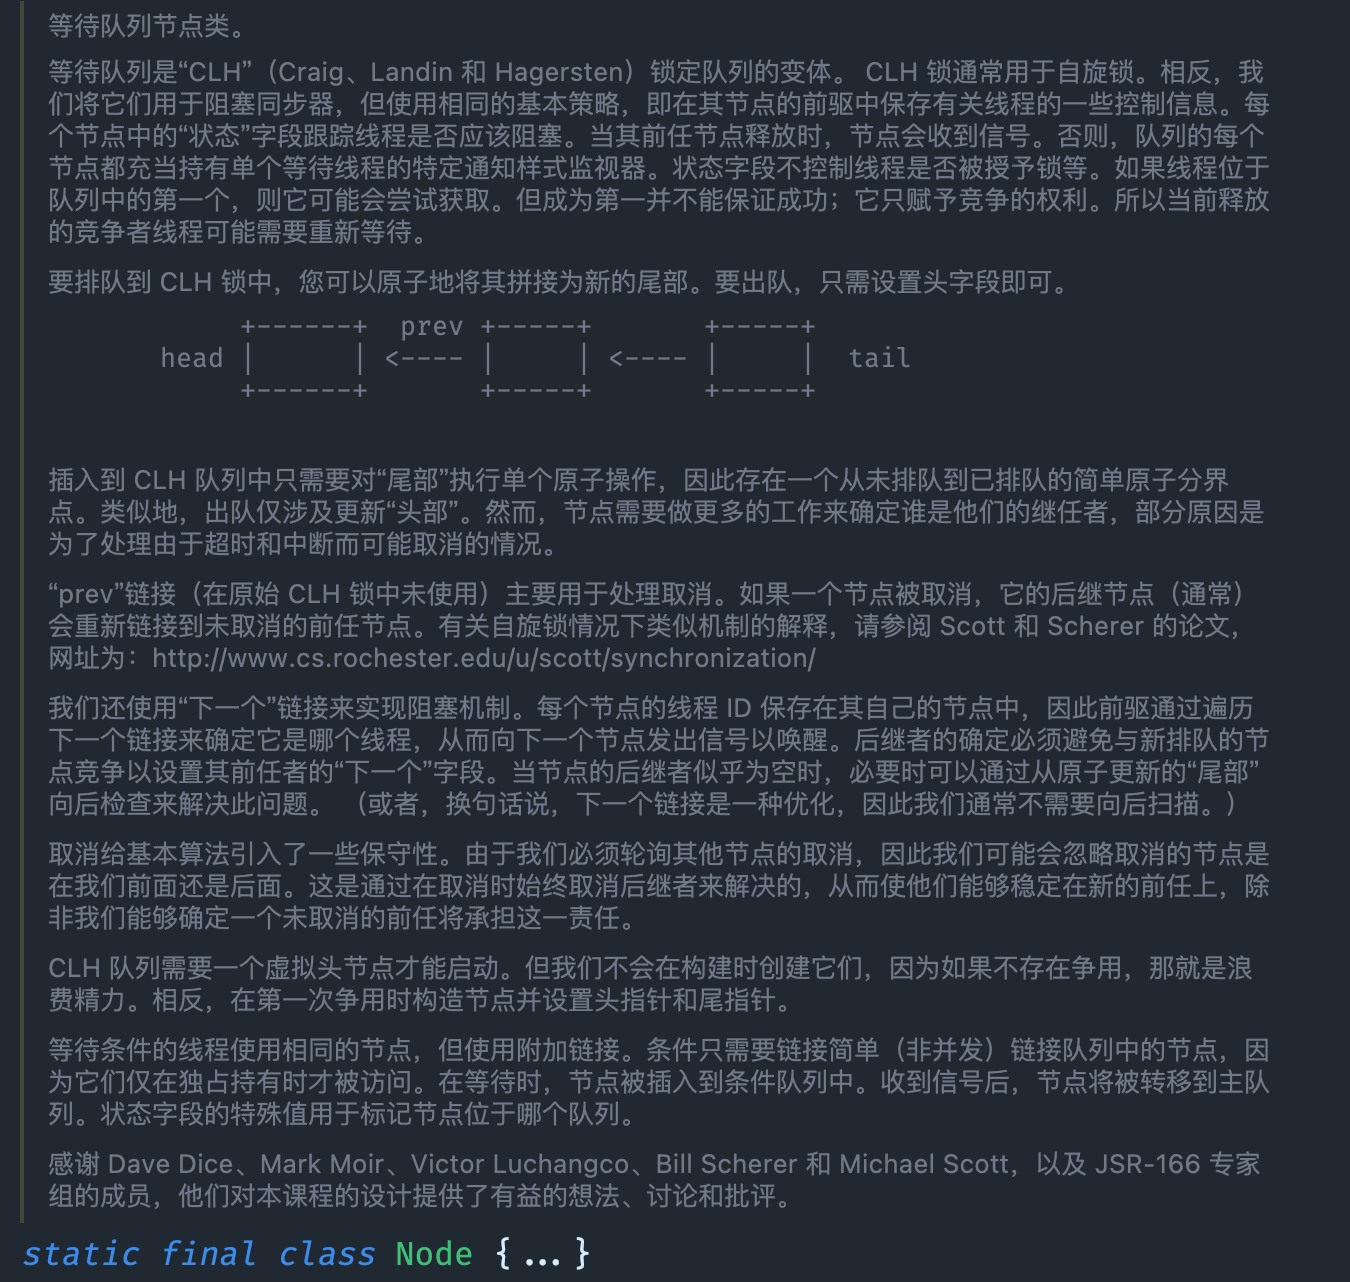 等待队列节点类。
等待队列是“CLH”（Craig、Landin 和 Hagersten）锁定队列的变体。 CLH 锁通常用于自旋锁。相反，我
们将它们用于阻塞同步器，但使用相同的基本策略，即在其节点的前驱中保存有关线程的一些控制信息。每
个节点中的“状态”字段跟踪线程是否应该阻塞。当其前任节点释放时，节点会收到信号。否则，队列的每个
节点都充当持有单个等待线程的特定通知样式监视器。状态字段不控制线程是否被授予锁等。如果线程位于
队列中的第一个，则它可能会尝试获取。但成为第一并不能保证成功；它只赋予竞争的权利。所以当前释放
的竞争者线程可能需要重新等待。
要排队到 CLH 锁中，您可以原子地将其拼接为新的尾部。要出队，只需设置头字段即可。
+------+  prev +-----+       +-----+
head |      | <---- |     | <---- |     |  tail
+------+       +-----+       +-----+
插入到 CLH 队列中只需要对“尾部”执行单个原子操作，因此存在一个从未排队到已排队的简单原子分界
点。类似地，出队仅涉及更新“头部”。然而，节点需要做更多的工作来确定谁是他们的继任者，部分原因是
为了处理由于超时和中断而可能取消的情况。
“prev”链接（在原始 CLH 锁中未使用）主要用于处理取消。如果一个节点被取消，它的后继节点（通常）
会重新链接到未取消的前任节点。有关自旋锁情况下类似机制的解释，请参阅 Scott 和 Scherer 的论文，
网址为：http://www.cs.rochester.edu/u/scott/synchronization/
我们还使用“下一个”链接来实现阻塞机制。每个节点的线程 ID 保存在其自己的节点中，因此前驱通过遍历
下一个链接来确定它是哪个线程，从而向下一个节点发出信号以唤醒。后继者的确定必须避免与新排队的节
点竞争以设置其前任者的“下一个”字段。当节点的后继者似乎为空时，必要时可以通过从原子更新的“尾部”
向后检查来解决此问题。 （或者，换句话说，下一个链接是一种优化，因此我们通常不需要向后扫描。）
取消给基本算法引入了一些保守性。由于我们必须轮询其他节点的取消，因此我们可能会忽略取消的节点是
在我们前面还是后面。这是通过在取消时始终取消后继者来解决的，从而使他们能够稳定在新的前任上，除
非我们能够确定一个未取消的前任将承担这一责任。
CLH 队列需要一个虚拟头节点才能启动。但我们不会在构建时创建它们，因为如果不存在争用，那就是浪
费精力。相反，在第一次争用时构造节点并设置头指针和尾指针。
等待条件的线程使用相同的节点，但使用附加链接。条件只需要链接简单（非并发）链接队列中的节点，因
为它们仅在独占持有时才被访问。在等待时，节点被插入到条件队列中。收到信号后，节点将被转移到主队
列。状态字段的特殊值用于标记节点位于哪个队列。
感谢 Dave Dice、Mark Moir、Victor Luchangco、Bill Scherer 和 Michael Scott，以及 JSR-166 专家
组的成员，他们对本课程的设计提供了有益的想法、讨论和批评。
static final class Node {...}